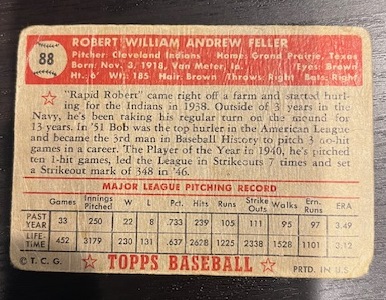 88
ROBERT WILLIAM ANDREW FELLER
Pitcher: Cleveland Indians Home: Grand Prairie, Texas
Born: Nov. 3, 1918, Van Meter, Ia. Eyes: Brown
Ht.: 6' Wt: 185 Hair: Brown Throws: Right Bats: Right
"Rapid Robert" came right off a farm and started hurl-
ing for the Indians in 1938. Outside of 3 years in the
Navy, he's been taking his regular turn on the mound for
13 years. In '51 Bob was the top hurler in the American League
and became the 3rd man in Baseball History to pitch 3 no-hit
games in a career. The Player of the Year in 1940, he's pitched
ten 1-hit games, led the League in Strikeouts 7 times and set
a Strikeout mark of 348 in '46.
MAJOR LEAGUE PITCHING RECORD
Games Innings Pitched W L Pct. Hits Runs Strike Outs Walks Ern. Runs ERA
PAST YEAR 33 250 22 8 .733 239 105 111 95 97 3.49
LIFE-TIME 452 3179 230 131 .637 2725 1228 2228 1528 1101 3.12
© T. C. G. TOPPS BASEBALL PRTD. IN U.S.